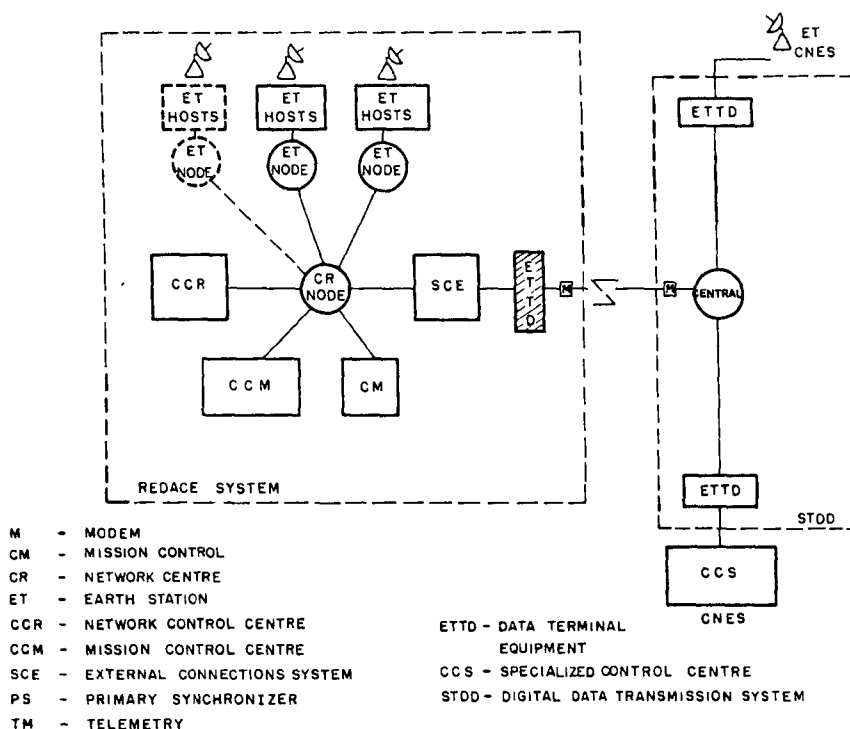 ET
CNES
ET
HOSTS
ET
HOSTS
ET
HOSTS
ETTD
ET
NODE
ET
NODE
ET
NODE
CCR
CR
NODE
SCE
ETTD
M
M
CENTRAL
CCM
CM
REDACE SYSTEM
ETTD
STDD
CCS
CNES
M - MODEM
CM - MISSION CONTROL
CR - NETWORK CENTRE
ET - EARTH STATION
CCR - NETWORK CONTROL CENTRE
CCM - MISSION CONTROL CENTRE
SCE - EXTERNAL CONNECTIONS SYSTEM
PS - PRIMARY SYNCHRONIZER
TM - TELEMETRY
ETTD - DATA TERMINAL
EQUIPMENT
CCS - SPECIALIZED CONTROL CENTRE
STDD - DIGITAL DATA TRANSMISSION SYSTEM